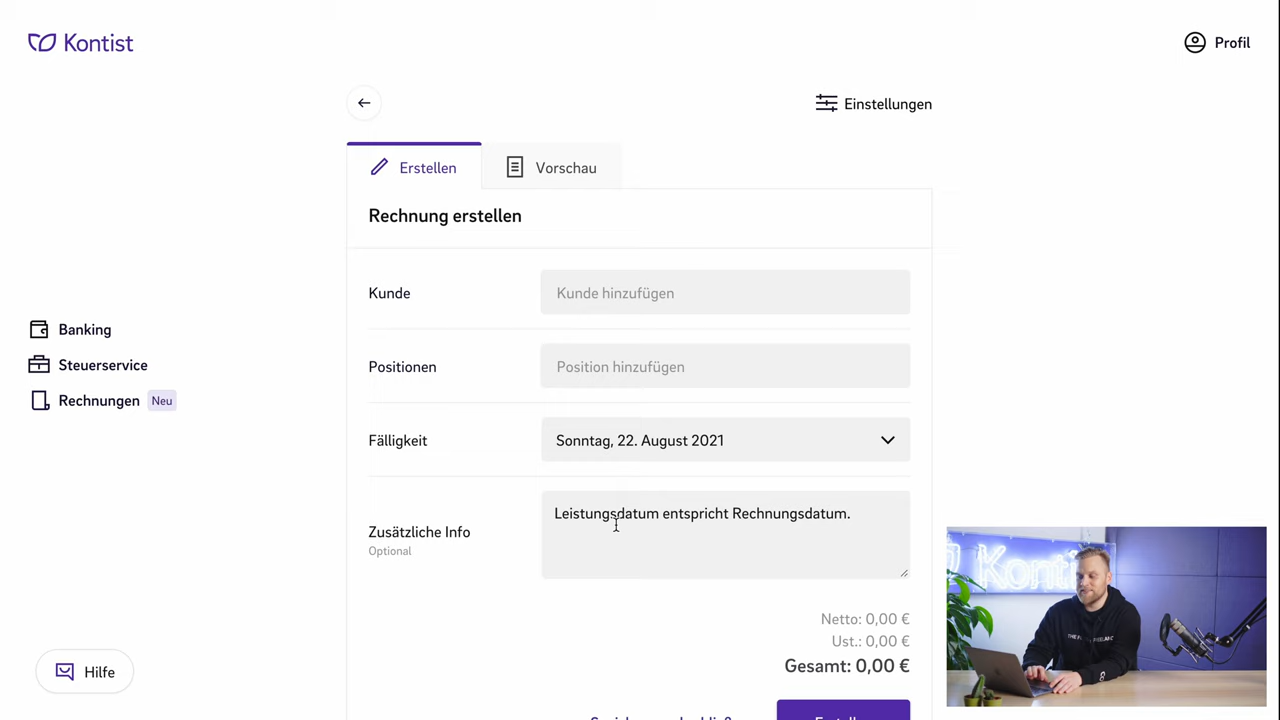 Kontist
Profil
Einstellungen
Erstellen
Vorschau
Rechnung erstellen
Kunde
Kunde hinzufügen
Banking
Positionen
Position hinzufügen
Steuerservice
Rechnungen Neu
Fälligkeit
Sonntag, 22. August 2021
Leistungsdatum entspricht Rechnungsdatum.
Zusätzliche Info
Optional
Netto: 0,00 €
Ust.: 0,00 €
Gesamt: 0,00 €
Hilfe
Konti